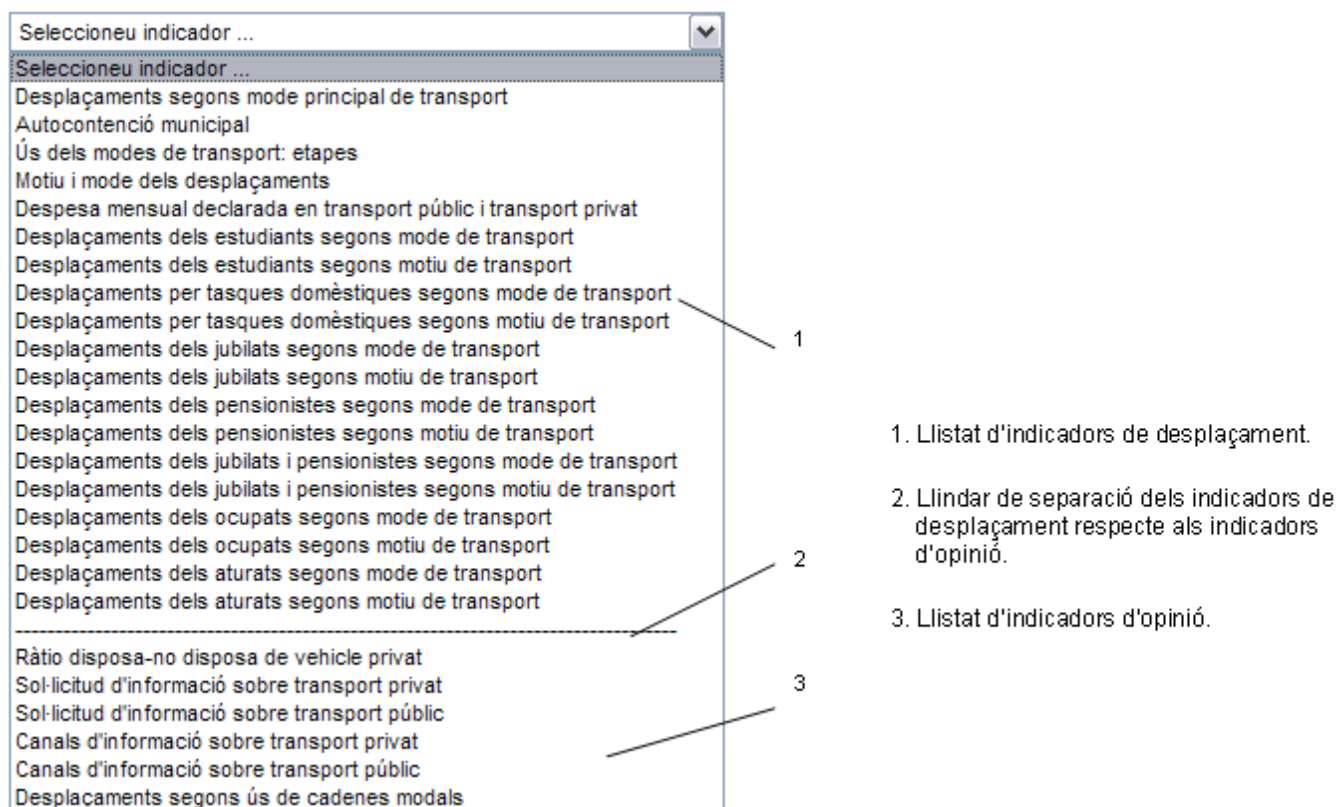 Seleccioneu indicador ...
Seleccioneu indicador ...
Desplaçaments segons mode principal de transport
Autocontenció municipal
Ús dels modes de transport: etapes
Motiu i mode dels desplaçaments
Despesa mensual declarada en transport públic i transport privat
Desplaçaments dels estudiants segons mode de transport
Desplaçaments dels estudiants segons motiu de transport
Desplaçaments per tasques domèstiques segons mode de transport
Desplaçaments per tasques domèstiques segons motiu de transport
Desplaçaments dels jubilats segons mode de transport
Desplaçaments dels jubilats segons motiu de transport
Desplaçaments dels pensionistes segons mode de transport
Desplaçaments dels pensionistes segons motiu de transport
Desplaçaments dels jubilats i pensionistes segons mode de transport
Desplaçaments dels jubilats i pensionistes segons motiu de transport
Desplaçaments dels ocupats segons mode de transport
Desplaçaments dels ocupats segons motiu de transport
Desplaçaments dels aturats segons mode de transport
Desplaçaments dels aturats segons motiu de transport
-----------------------------------------------------------------------------------
Ràtio disposa-no disposa de vehicle privat
Sol·licitud d'informació sobre transport privat
Sol·licitud d'informació sobre transport públic
Canals d'informació sobre transport privat
Canals d'informació sobre transport públic
Desplaçaments segons ús de cadenes modals
1
2
3
1. Llistat d'indicadors de desplaçament.
2. Llindar de separació dels indicadors de
desplaçament respecte als indicadors
d'opinió.
3. Llistat d'indicadors d'opinió.